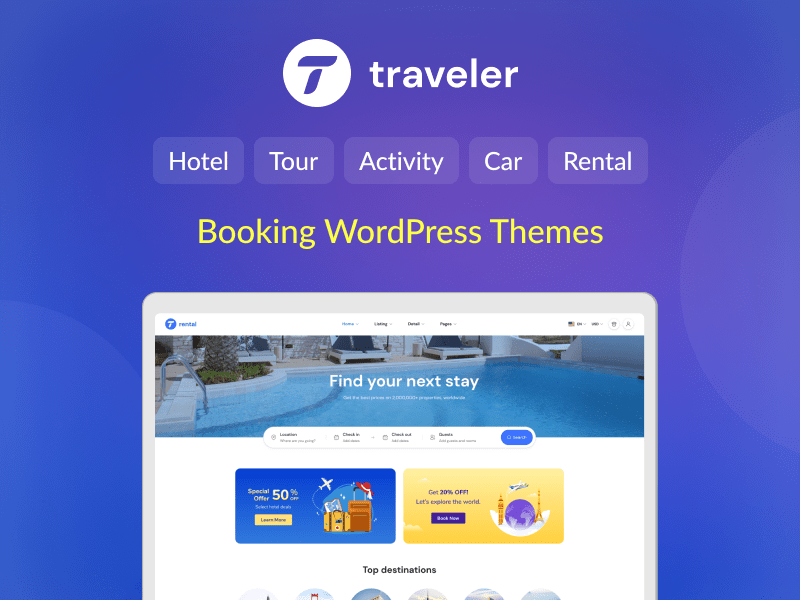 traveler
Hotel Tour Activity Car Rental
Booking WordPress Themes
rental Home Listing Detail Pages EN USD
Find your next stay
Get the best prices on 2,000,000+ properties, worldwide
Location Check in Check out Guests
Where are you going? Add dates Add dates Add guests and rooms Search
Special Offer 50% OFF
Select hotel deals
Learn More
Get 20% OFF!
Let's explore the world.
Book Now
Top destinations